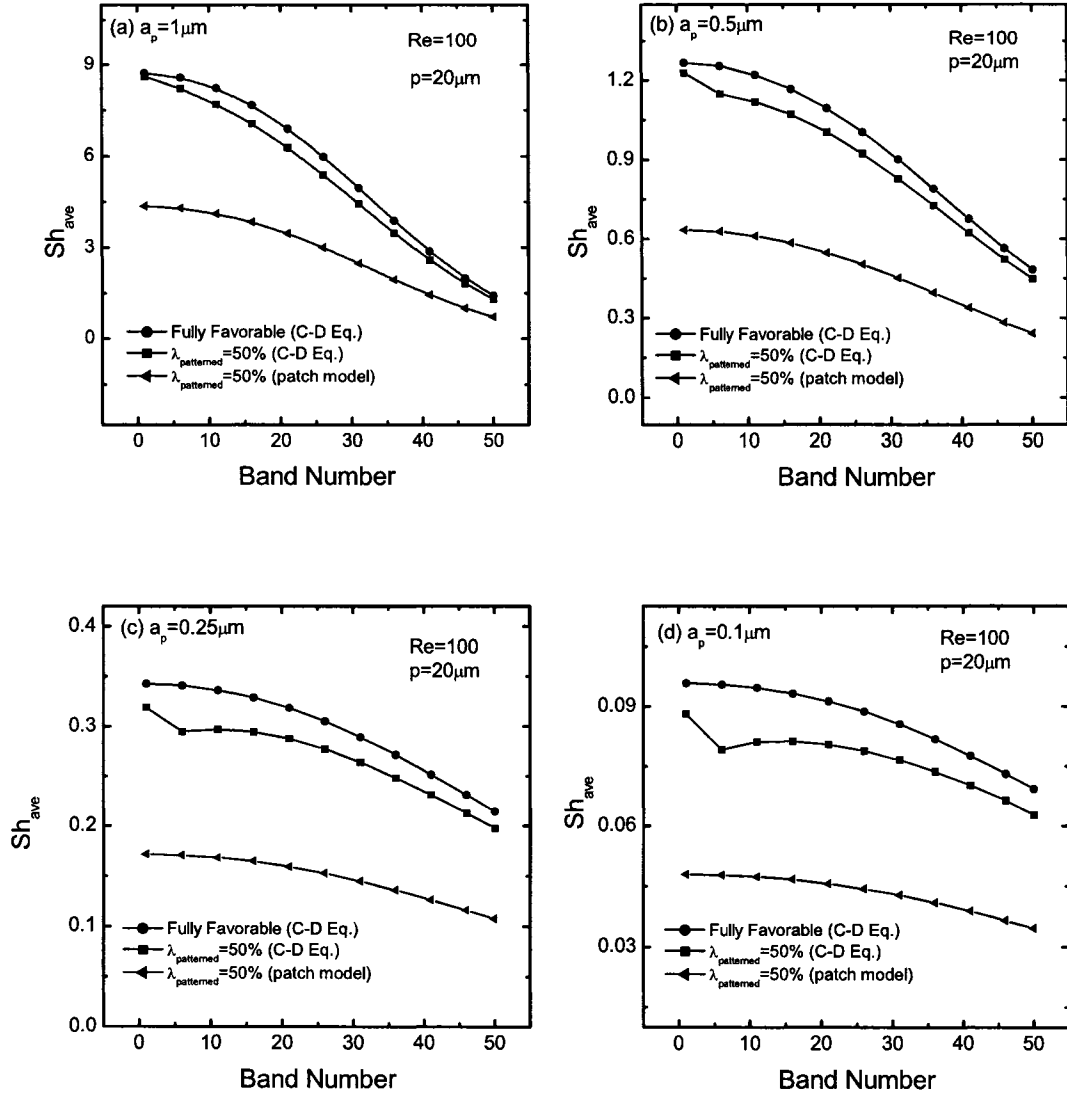 (a) aₚ=1μm
Re=100
p=20μm
9
6
3
0
Sh_ave
Fully Favorable (C-D Eq.)
λ_patterned=50% (C-D Eq.)
λ_patterned=50% (patch model)
0 10 20 30 40 50
Band Number
(b) aₚ=0.5μm
Re=100
p=20μm
1.2
0.9
0.6
0.3
0.0
Sh_ave
Fully Favorable (C-D Eq.)
λ_patterned=50% (C-D Eq.)
λ_patterned=50% (patch model)
0 10 20 30 40 50
Band Number
(c) aₚ=0.25μm
Re=100
p=20μm
0.4
0.3
0.2
0.1
0.0
Sh_ave
Fully Favorable (C-D Eq.)
λ_patterned=50% (C-D Eq.)
λ_patterned=50% (patch model)
0 10 20 30 40 50
Band Number
(d) aₚ=0.1μm
Re=100
p=20μm
0.09
0.06
0.03
Sh_ave
Fully Favorable (C-D Eq.)
λ_patterned=50% (C-D Eq.)
λ_patterned=50% (patch model)
0 10 20 30 40 50
Band Number